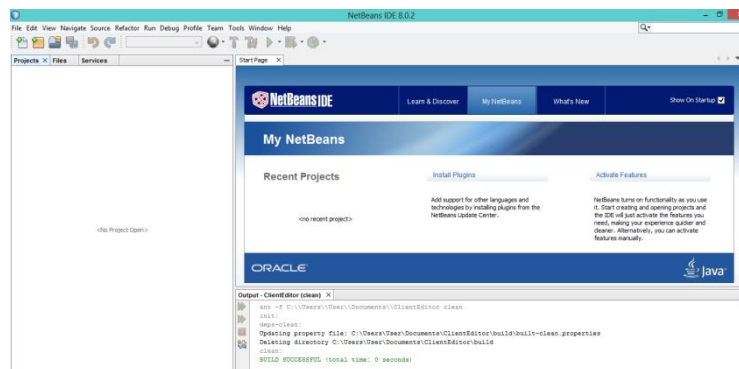 NetBeans IDE 8.0.2
File Edit View Navigate Source Refactor Run Debug Profile Team Tools Window Help
Projects Files Services
Start Page
NetBeans IDE
Learn & Discover My NetBeans What's New Show On Startup
My NetBeans
Recent Projects
<no recent project>
Install Plugins
Add support for other languages and
technologies by installing plugins from the
NetBeans Update Center.
Activate Features
NetBeans turns on functionality as you use
it. Start creating and opening projects and
the IDE will just activate the features you
need, making your experience quicker and
cleaner. Alternatively, you can activate
features manually.
<No Project Open>
ORACLE
Java
Output - ClientEditor (clean)
ant -f C:\\Users\\User\\Documents\\ClientEditor clean
init:
deps-clean:
Updating property file: C:\Users\User\Documents\ClientEditor\build\built-clean.properties
Deleting directory C:\Users\User\Documents\ClientEditor\build
clean:
BUILD SUCCESSFUL (total time: 0 seconds)